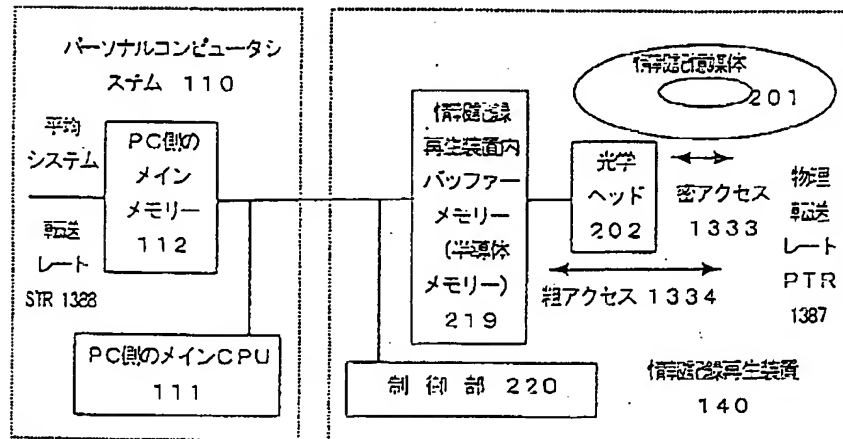 パーソナルコンピュータシ
ステム 110
平均
システム
転送
レート
STR 1388
PC側の
メイン
メモリー
112
PC側のメインCPU
111
情報記録
再生装置内
バッファー
メモリー
(半導体
メモリー)
219
光学
ヘッド
202
情報記憶媒体
201
密アクセス
1333
粗アクセス 1334
物理
転送
レート
PTR
1387
制 御 部 220
情報記録再生装置
140